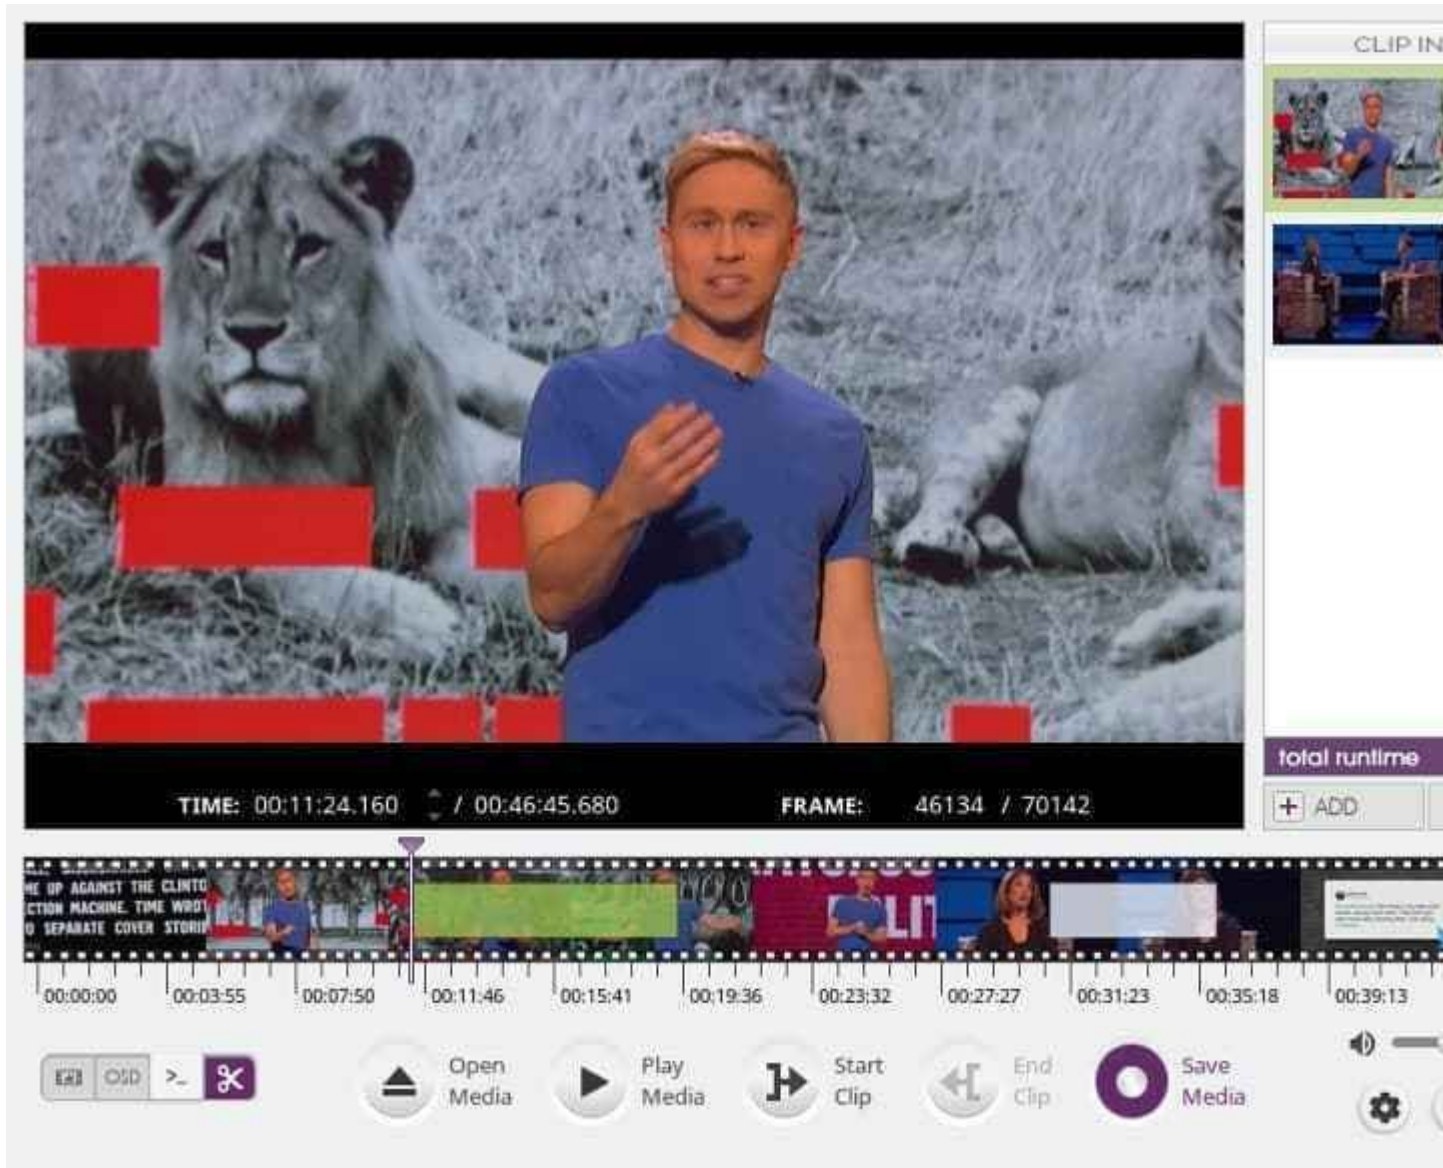 CLIP IN
total runtime
TIME: 00:11:24.160 / 00:46:45.680 FRAME: 46134 / 70142
+ ADD
ME UP AGAINST THE CLINTO
CTION MACHINE. TIME WROT
SEPARATE COVER STORI
LIT
00:00:00 00:03:55 00:07:50 00:11:46 00:15:41 00:19:36 00:23:32 00:27:27 00:31:23 00:35:18 00:39:13
OSD >_
Open
Media
Play
Media
Start
Clip
End
Clip
Save
Media